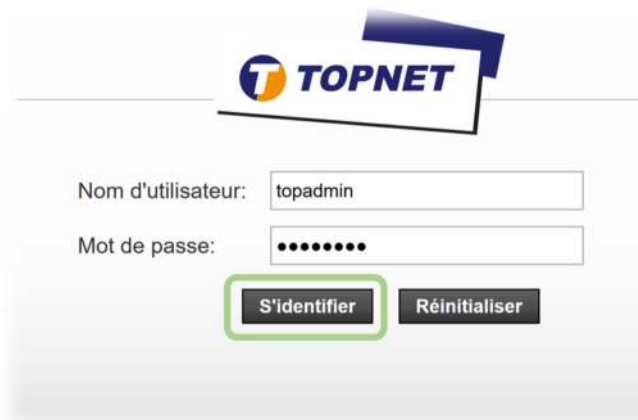 TOPNET
Nom d'utilisateur: topadmin
Mot de passe: ••••••••
S'identifier Réinitialiser